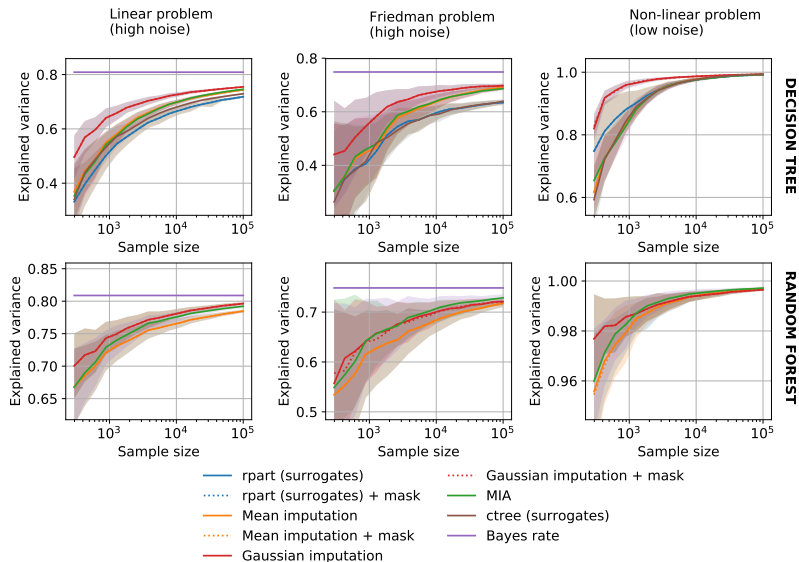 Linear problem
(high noise)
Friedman problem
(high noise)
Non-linear problem
(low noise)
0.8
0.6
0.4
Explained variance
10³ 10⁴ 10⁵
Sample size
0.8
0.6
0.4
Explained variance
10³ 10⁴ 10⁵
Sample size
1.0
0.8
0.6
Explained variance
10³ 10⁴ 10⁵
Sample size
DECISION TREE
0.85
0.80
0.75
0.70
0.65
Explained variance
10³ 10⁴ 10⁵
Sample size
0.7
0.6
0.5
Explained variance
10³ 10⁴ 10⁵
Sample size
1.00
0.98
0.96
Explained variance
10³ 10⁴ 10⁵
Sample size
RANDOM FOREST
rpart (surrogates)
rpart (surrogates) + mask
Mean imputation
Mean imputation + mask
Gaussian imputation
Gaussian imputation + mask
MIA
ctree (surrogates)
Bayes rate